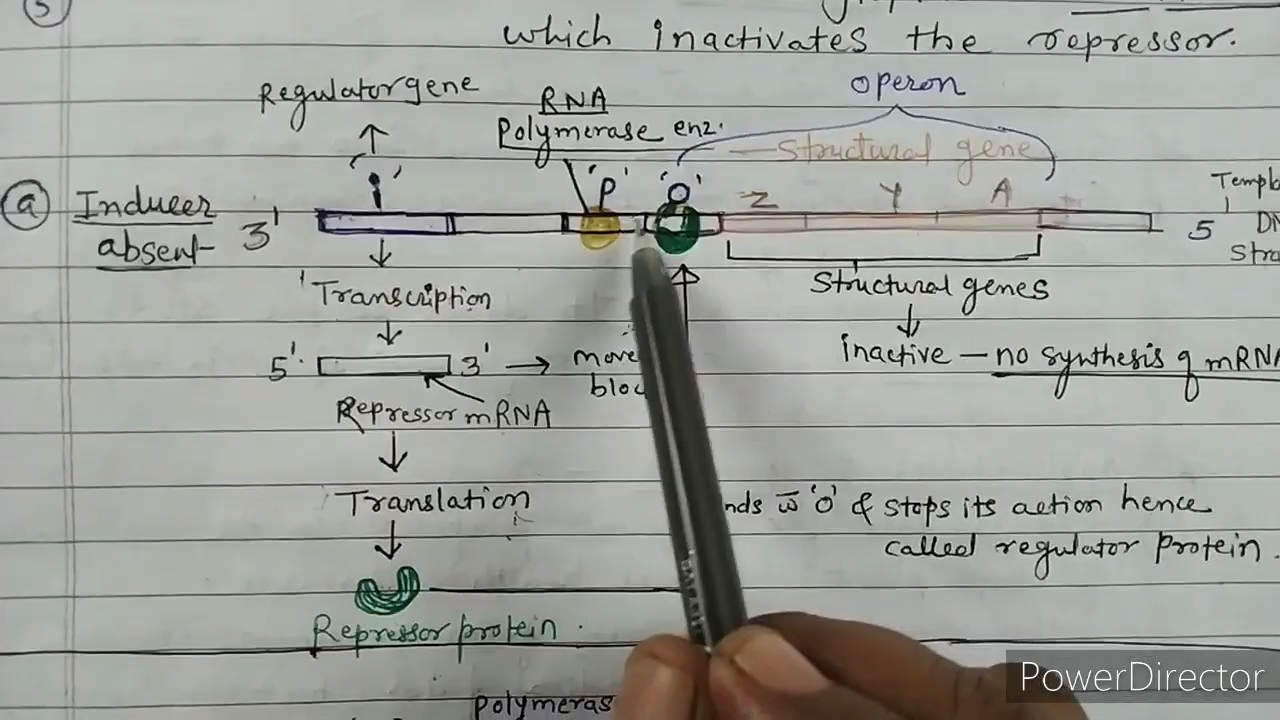 which inactivates the repressor.
Regulator gene
RNA
Polymerase enz.
Operon
Structural gene
'i'
'P'
'O'
Z Y A
(a) Inducer
absent
3'
5
Transcription
Structural genes
5' 3'
Inactive – no synthesis of mRNA
Repressor mRNA
Translation
'O' & stops its action hence
called regulator protein.
Repressor protein.
PowerDirector